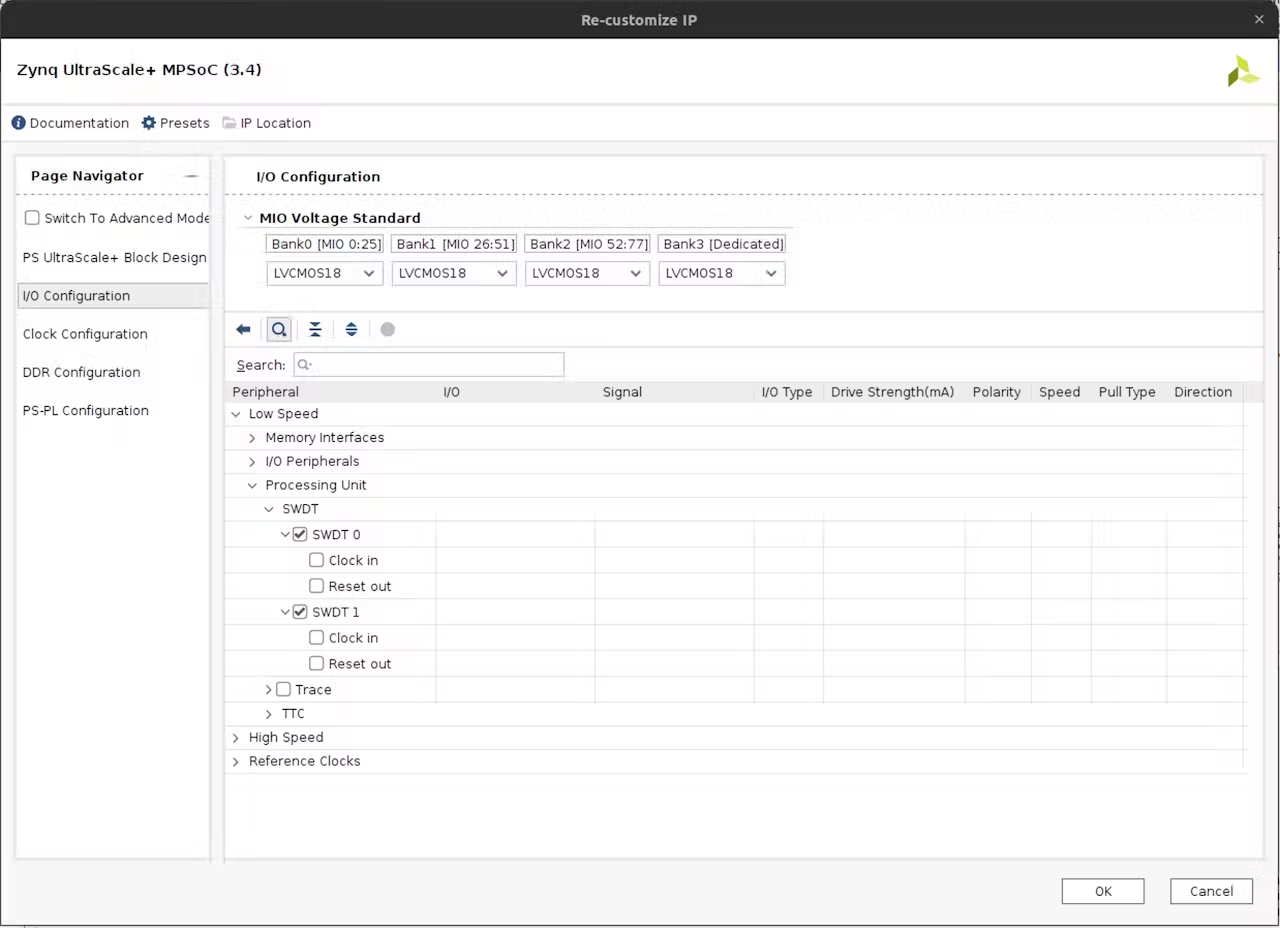 Re-customize IP
Zynq UltraScale+ MPSoC (3.4)
Documentation Presets IP Location
Page Navigator
Switch To Advanced Mode
PS UltraScale+ Block Design
I/O Configuration
Clock Configuration
DDR Configuration
PS-PL Configuration
I/O Configuration
MIO Voltage Standard
Bank0 [MIO 0:25] Bank1 [MIO 26:51] Bank2 [MIO 52:77] Bank3 [Dedicated]
LVCMOS18 LVCMOS18 LVCMOS18 LVCMOS18
Search:
Peripheral I/O Signal I/O Type Drive Strength(mA) Polarity Speed Pull Type Direction
Low Speed
Memory Interfaces
I/O Peripherals
Processing Unit
SWDT
SWDT 0
Clock in
Reset out
SWDT 1
Clock in
Reset out
Trace
TTC
High Speed
Reference Clocks
OK Cancel